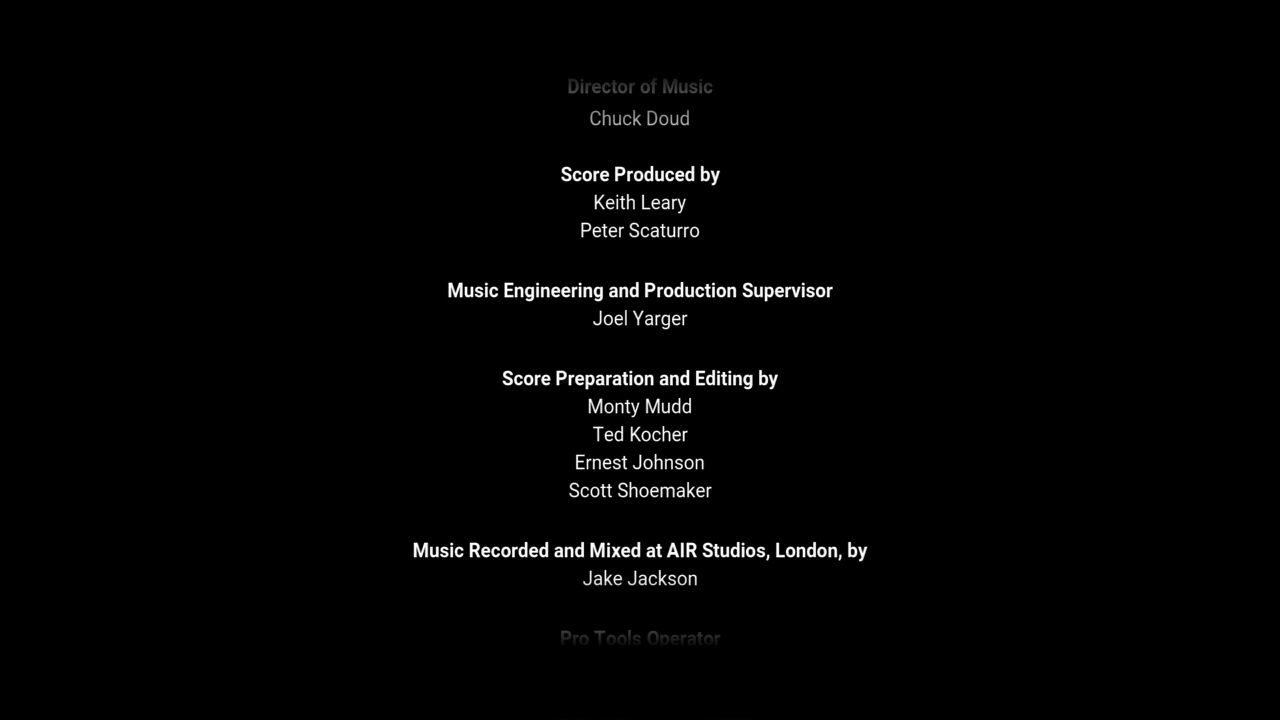 Director of Music
Chuck Doud
Score Produced by
Keith Leary
Peter Scaturro
Music Engineering and Production Supervisor
Joel Yarger
Score Preparation and Editing by
Monty Mudd
Ted Kocher
Ernest Johnson
Scott Shoemaker
Music Recorded and Mixed at AIR Studios, London, by
Jake Jackson
Pro Tools Operator